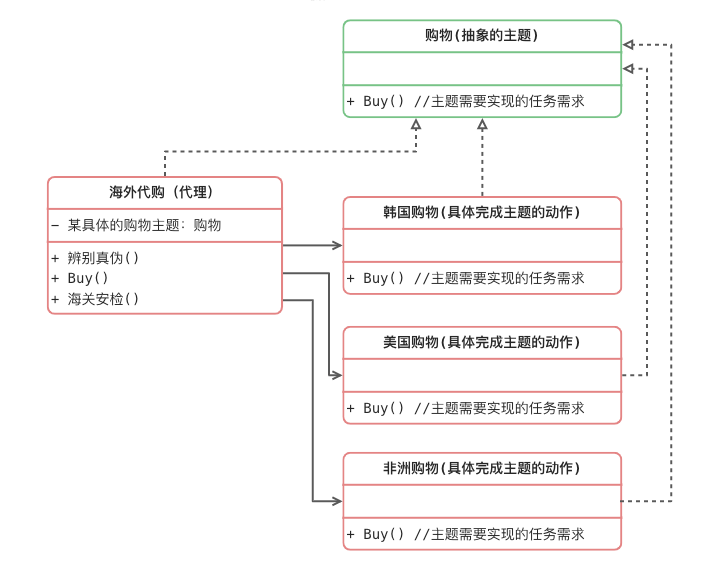 购物(抽象的主题)
+ Buy() //主题需要实现的任务需求
海外代购（代理）
- 某具体的购物主题: 购物
+ 辨别真伪()
+ Buy()
+ 海关安检()
韩国购物(具体完成主题的动作)
+ Buy() //主题需要实现的任务需求
美国购物(具体完成主题的动作)
+ Buy() //主题需要实现的任务需求
非洲购物(具体完成主题的动作)
+ Buy() //主题需要实现的任务需求